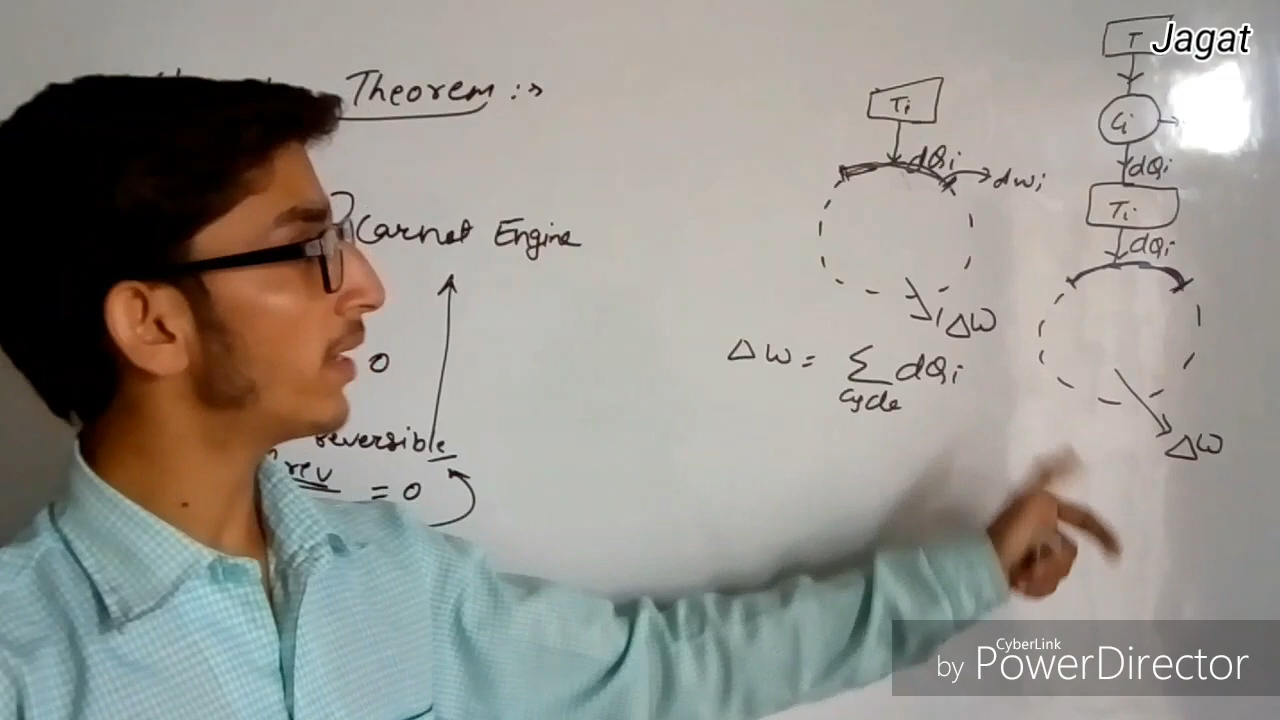 Theorem :->
Carnot Engine
0
reversible
rev = 0
Ti
dQi
dwi
ΔW
ΔW = Σ dQi
cycle
T
Jagat
Ci
dQi
Ti
dQi
ΔW
CyberLink
by PowerDirector